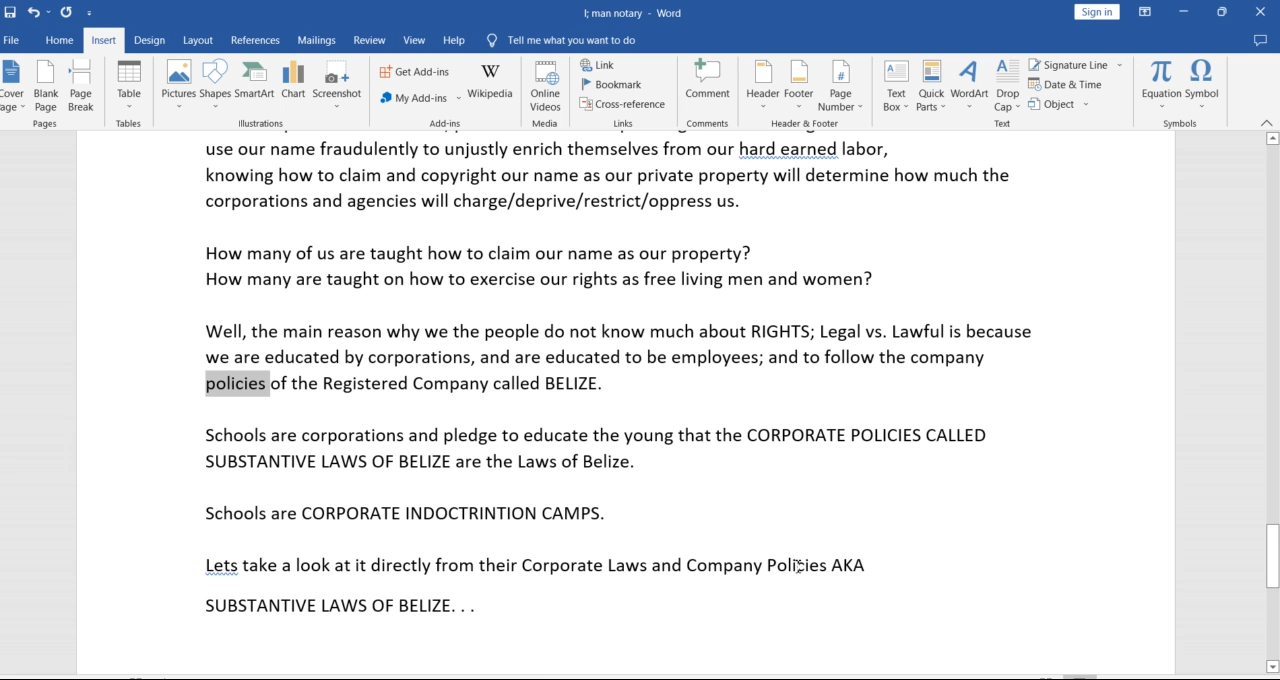 I; man notary - Word
Sign in
File Home Insert Design Layout References Mailings Review View Help Tell me what you want to do
Cover Page
Blank Page
Page Break
Table
Pictures
Shapes
SmartArt
Chart
Screenshot
Get Add-ins
My Add-ins
Wikipedia
Online Videos
Link
Bookmark
Cross-reference
Comment
Header
Footer
Page Number
Text Box
Quick Parts
WordArt
Drop Cap
Signature Line
Date & Time
Object
Equation
Symbol
Pages Tables Illustrations Add-ins Media Links Comments Header & Footer Text Symbols
use our name fraudulently to unjustly enrich themselves from our hard earned labor,
knowing how to claim and copyright our name as our private property will determine how much the
corporations and agencies will charge/deprive/restrict/oppress us.
How many of us are taught how to claim our name as our property?
How many are taught on how to exercise our rights as free living men and women?
Well, the main reason why we the people do not know much about RIGHTS; Legal vs. Lawful is because
we are educated by corporations, and are educated to be employees; and to follow the company
policies of the Registered Company called BELIZE.
Schools are corporations and pledge to educate the young that the CORPORATE POLICIES CALLED
SUBSTANTIVE LAWS OF BELIZE are the Laws of Belize.
Schools are CORPORATE INDOCTRINTION CAMPS.
Lets take a look at it directly from their Corporate Laws and Company Policies AKA
SUBSTANTIVE LAWS OF BELIZE. . .